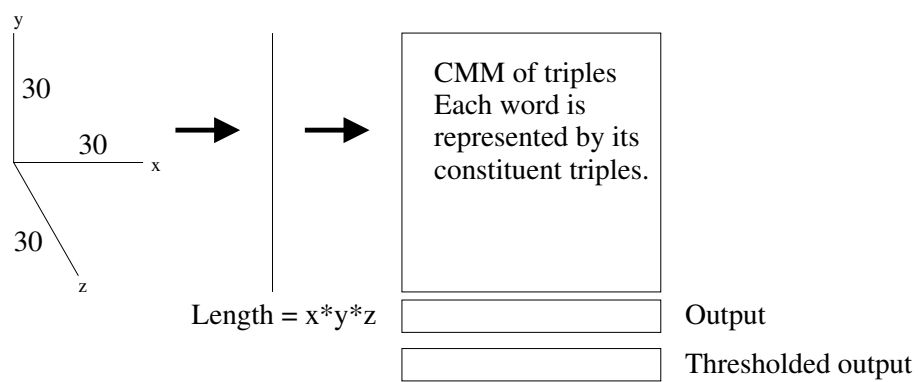 y
30
30
x
30
z
CMM of triples
Each word is
represented by its
constituent triples.
Length = x*y*z
Output
Thresholded output